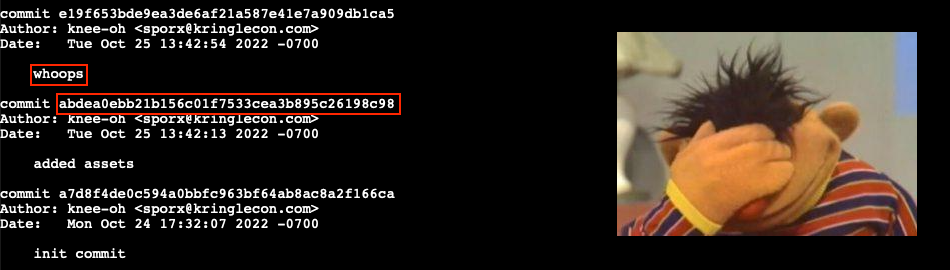 commit e19f653bde9ea3de6af21a587e41e7a909db1ca5
Author: knee-oh <sporx@kringlecon.com>
Date:   Tue Oct 25 13:42:54 2022 -0700
whoops
commit abdea0ebb21b156c01f7533cea3b895c26198c98
Author: knee-oh <sporx@kringlecon.com>
Date:   Tue Oct 25 13:42:13 2022 -0700
added assets
commit a7d8f4de0c594a0bbfc963bf64ab8ac8a2f166ca
Author: knee-oh <sporx@kringlecon.com>
Date:   Mon Oct 24 17:32:07 2022 -0700
init commit